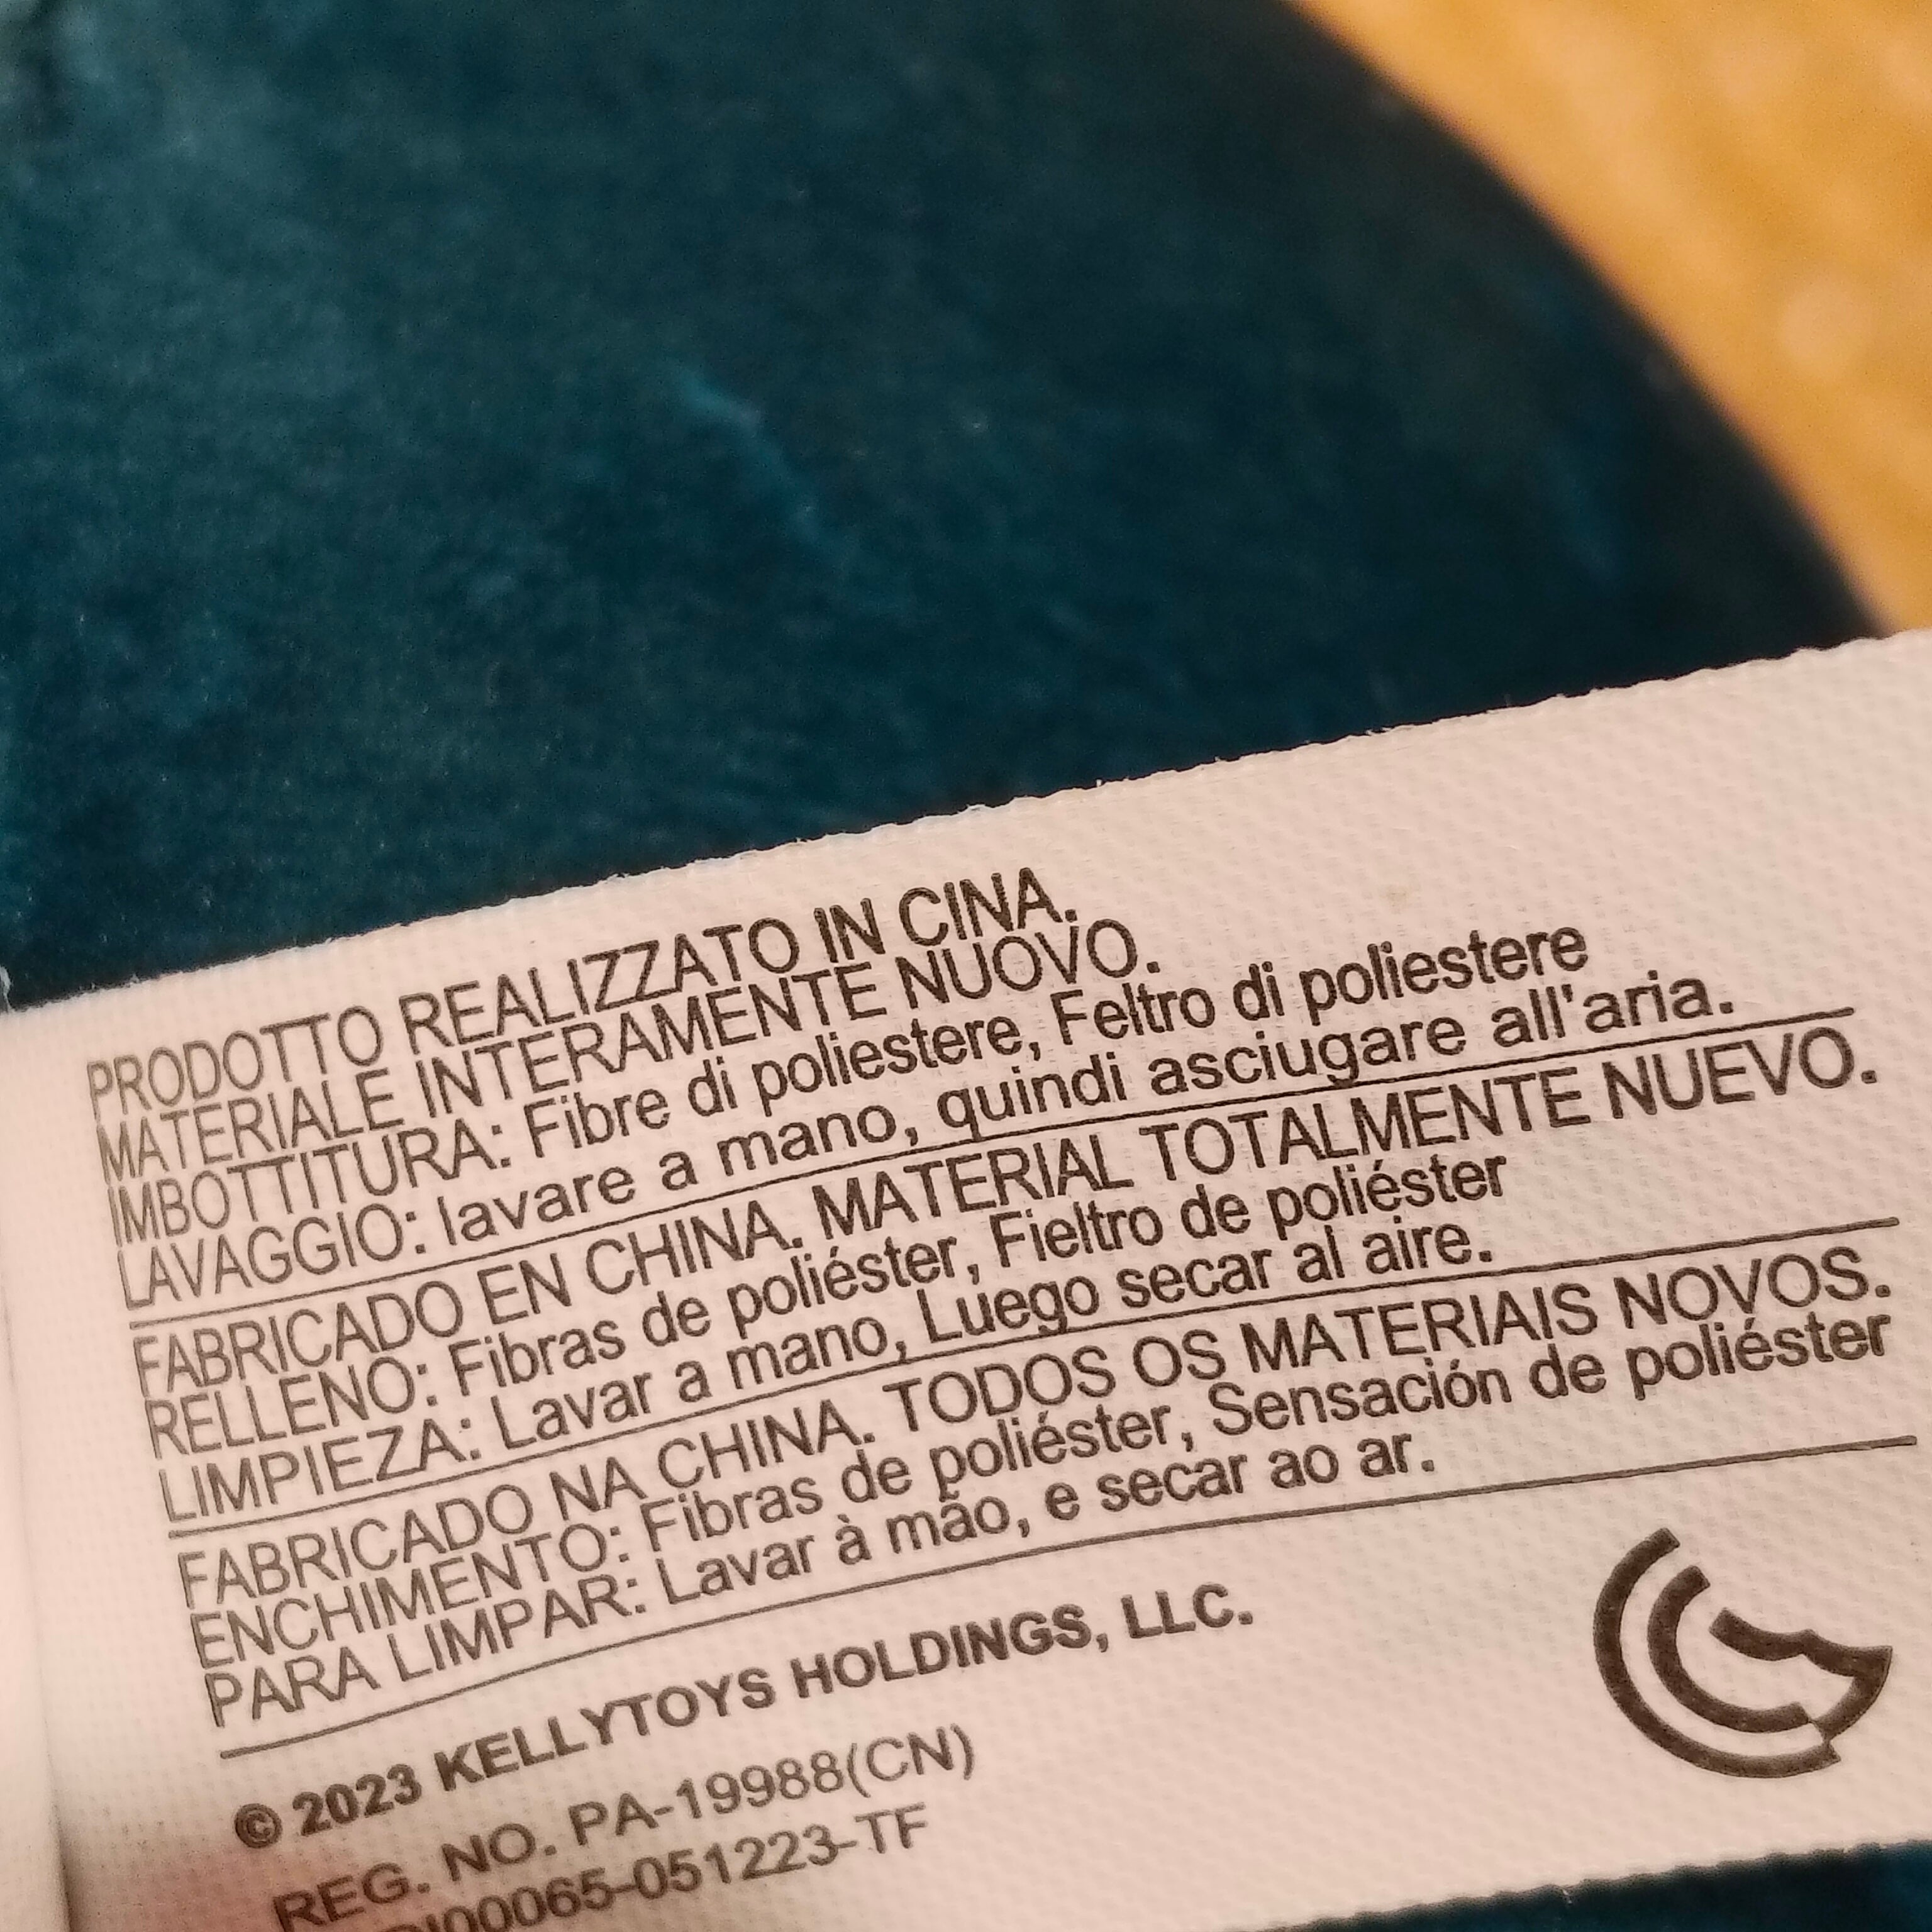 PRODOTTO REALIZZATO IN CINA.
MATERIALE INTERAMENTE NUOVO.
IMBOTTITURA: Fibre di poliestere, Feltro di poliestere
LAVAGGIO: lavare a mano, quindi asciugare all'aria.
FABRICADO EN CHINA. MATERIAL TOTALMENTE NUEVO.
RELLENO: Fibras de poliéster, Fieltro de poliéster
LIMPIEZA: Lavar a mano, Luego secar al aire.
FABRICADO NA CHINA. TODOS OS MATERIAIS NOVOS.
ENCHIMENTO: Fibras de poliéster, Sensación de poliéster
PARA LIMPAR: Lavar à mão, e secar ao ar.
© 2023 KELLYTOYS HOLDINGS, LLC.
REG. NO. PA-19988(CN)